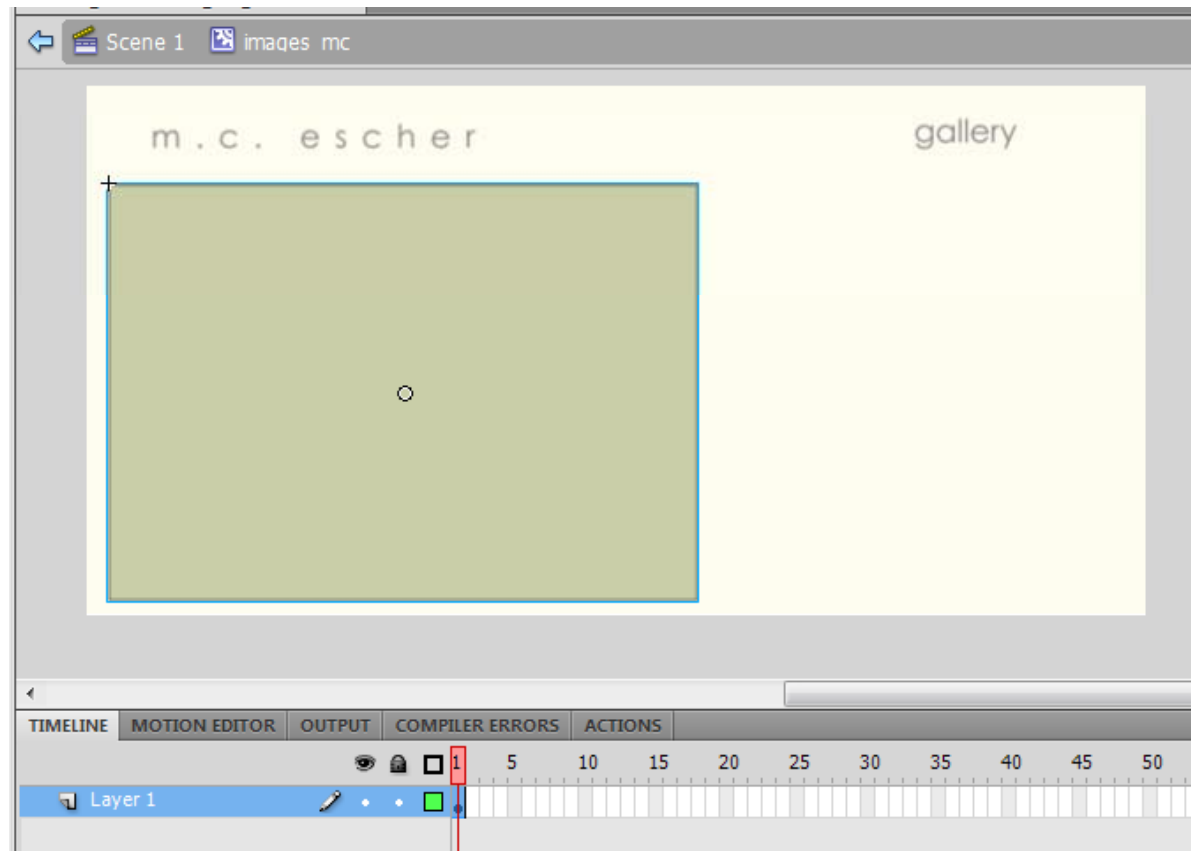 Scene 1 images mc
m.c. escher gallery
TIMELINE MOTION EDITOR OUTPUT COMPILER ERRORS ACTIONS
1 5 10 15 20 25 30 35 40 45 50
Layer 1